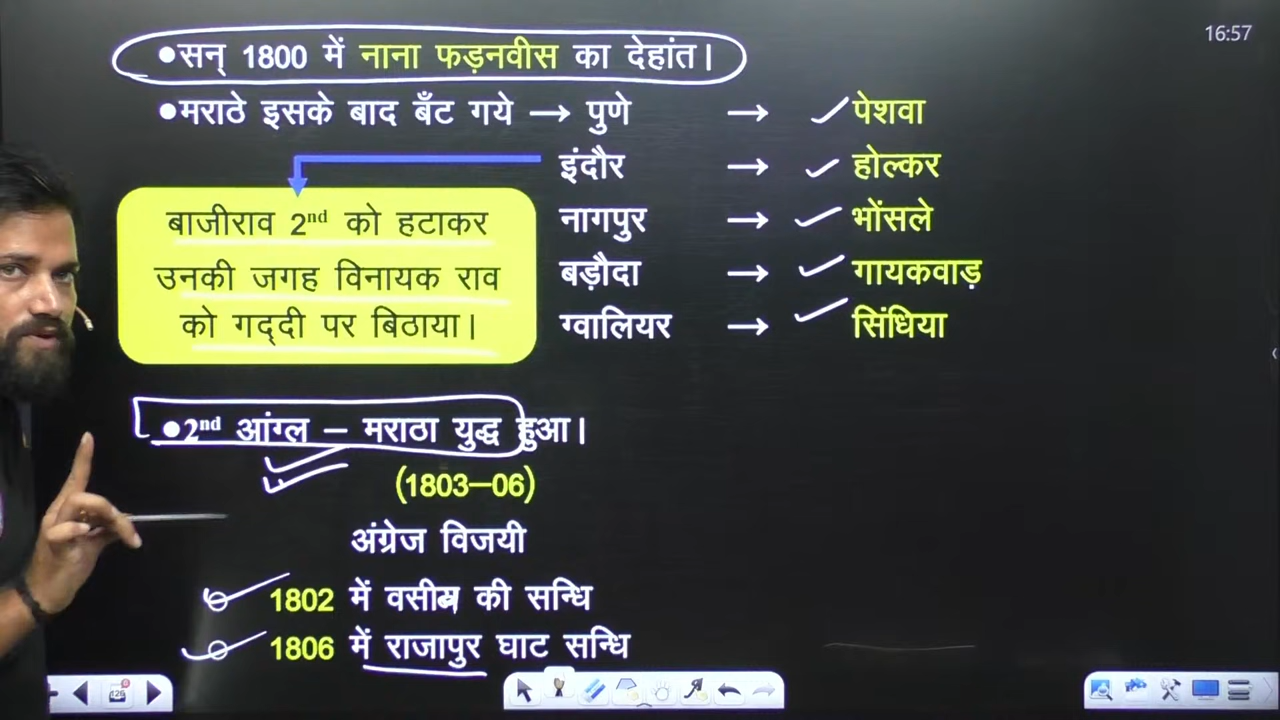 16:57
●सन् 1800 में नाना फड़नवीस का देहांत।
●मराठे इसके बाद बँट गये → पुणे → पेशवा
इंदौर → होल्कर
नागपुर → भोंसले
बड़ौदा → गायकवाड़
ग्वालियर → सिंधिया
बाजीराव 2nd को हटाकर
उनकी जगह विनायक राव
को गद्दी पर बिठाया।
●2nd आंग्ल – मराठा युद्ध हुआ।
(1803–06)
अंग्रेज विजयी
1802 में की सन्धि
1806 में राजापुर घाट सन्धि
126